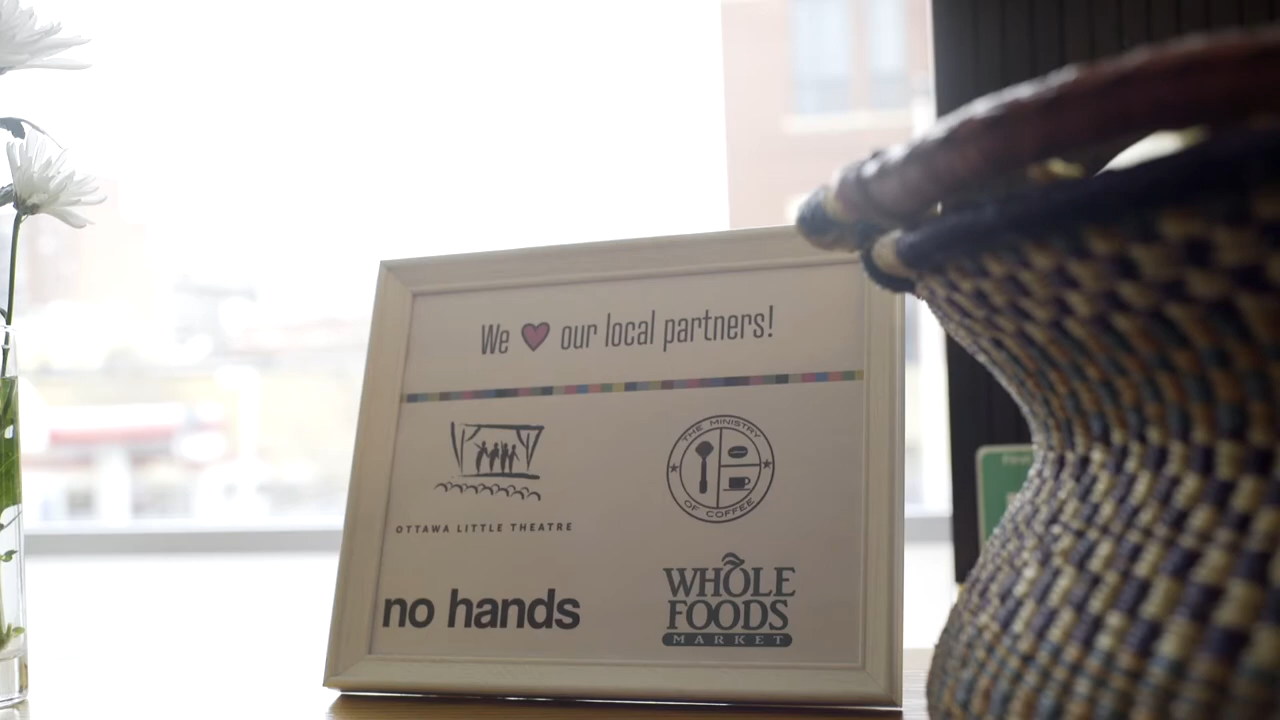 We ❤ our local partners!
OTTAWA LITTLE THEATRE
THE MINISTRY
OF COFFEE
no hands
WHOLE
FOODS
MARKET